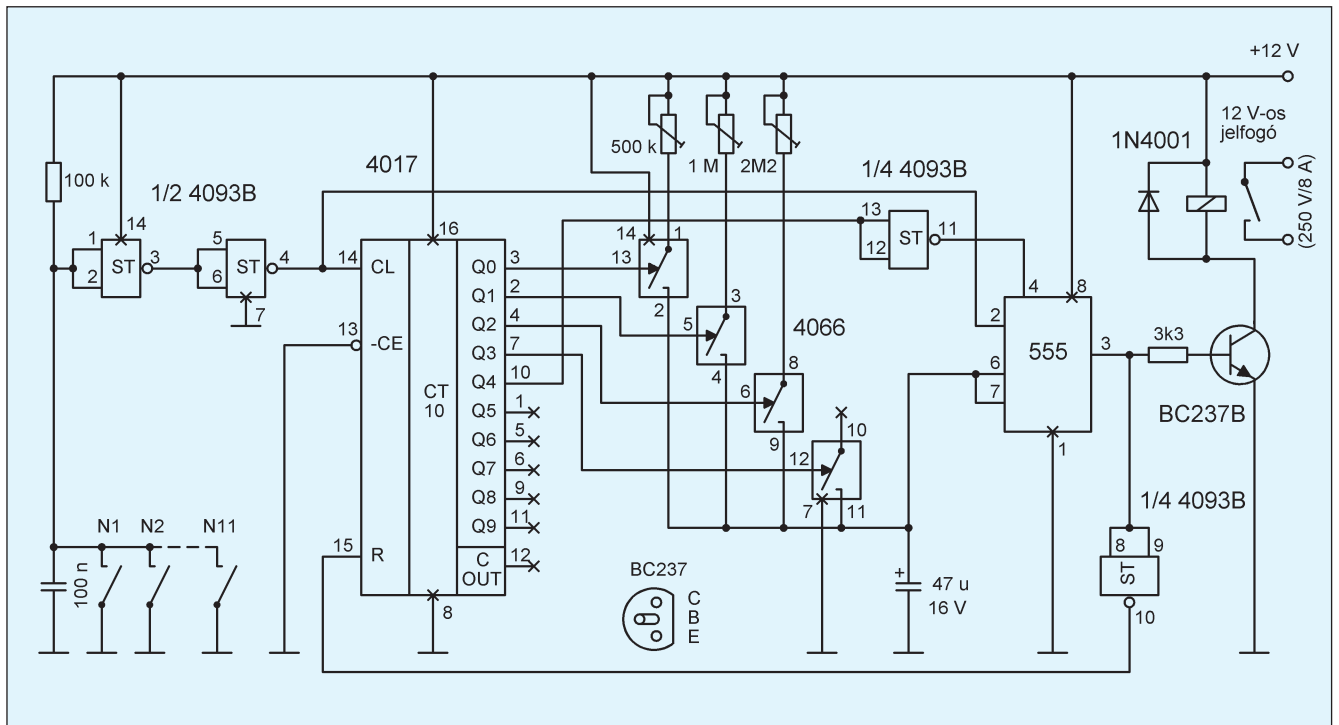 +12 V
12 V-os
jelfogó
1N4001
(250 V/8 A)
100 k
1/2 4093B
4017
500 k
1 M
2M2
1/4 4093B
14
1
2
ST
3
5
6
ST
4
7
14
CL
13
-CE
15
R
16
CT
10
8
Q0
3
Q1
2
Q2
4
Q3
7
Q4
10
Q5
1
Q6
5
Q7
6
Q8
9
Q9
11
C
OUT
12
14
1
13
2
3
5
4
4066
8
6
9
10
12
7
11
13
12
ST
11
4
8
2
6
7
555
3
1
3k3
BC237B
1/4 4093B
8
9
ST
10
N1
N2
N11
100 n
BC237
C
B
E
+
47 u
16 V